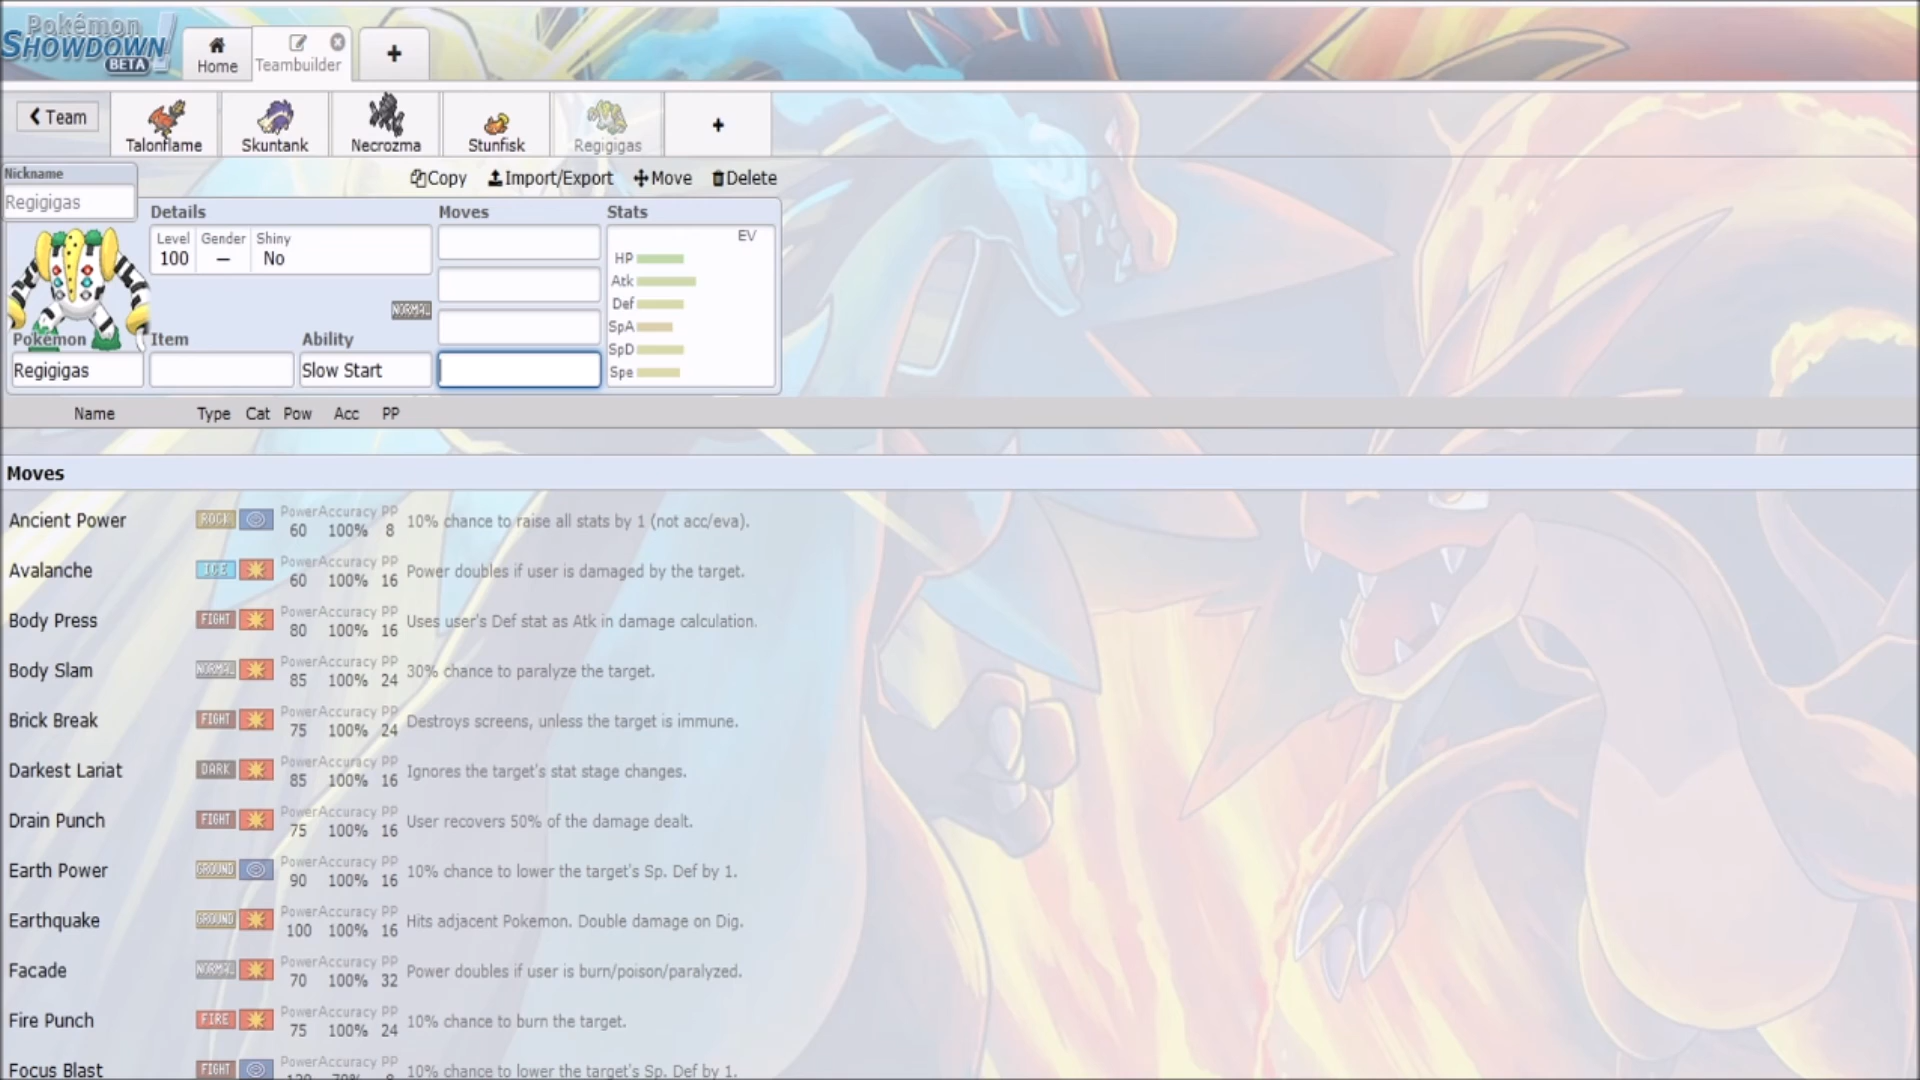 Pokémon
SHOWDOWN!
BETA
Home
Teambuilder
+
Team
Talonflame
Skuntank
Necrozma
Stunfisk
Regigigas
+
Copy Import/Export Move Delete
Nickname
Regigigas
Details Moves Stats
Level Gender Shiny
100 — No
EV
HP
Atk
Def
SpA
SpD
Spe
NORMAL
Pokémon Item Ability
Regigigas Slow Start
Name Type Cat Pow Acc PP
Moves
Ancient Power ROCK Power Accuracy PP 60 100% 8 10% chance to raise all stats by 1 (not acc/eva).
Avalanche ICE Power Accuracy PP 60 100% 16 Power doubles if user is damaged by the target.
Body Press FIGHT Power Accuracy PP 80 100% 16 Uses user's Def stat as Atk in damage calculation.
Body Slam NORMAL Power Accuracy PP 85 100% 24 30% chance to paralyze the target.
Brick Break FIGHT Power Accuracy PP 75 100% 24 Destroys screens, unless the target is immune.
Darkest Lariat DARK Power Accuracy PP 85 100% 16 Ignores the target's stat stage changes.
Drain Punch FIGHT Power Accuracy PP 75 100% 16 User recovers 50% of the damage dealt.
Earth Power GROUND Power Accuracy PP 90 100% 16 10% chance to lower the target's Sp. Def by 1.
Earthquake GROUND Power Accuracy PP 100 100% 16 Hits adjacent Pokemon. Double damage on Dig.
Facade NORMAL Power Accuracy PP 70 100% 32 Power doubles if user is burn/poison/paralyzed.
Fire Punch FIRE Power Accuracy PP 75 100% 24 10% chance to burn the target.
Focus Blast FIGHT Power Accuracy PP 120 70% 8 10% chance to lower the target's Sp. Def by 1.